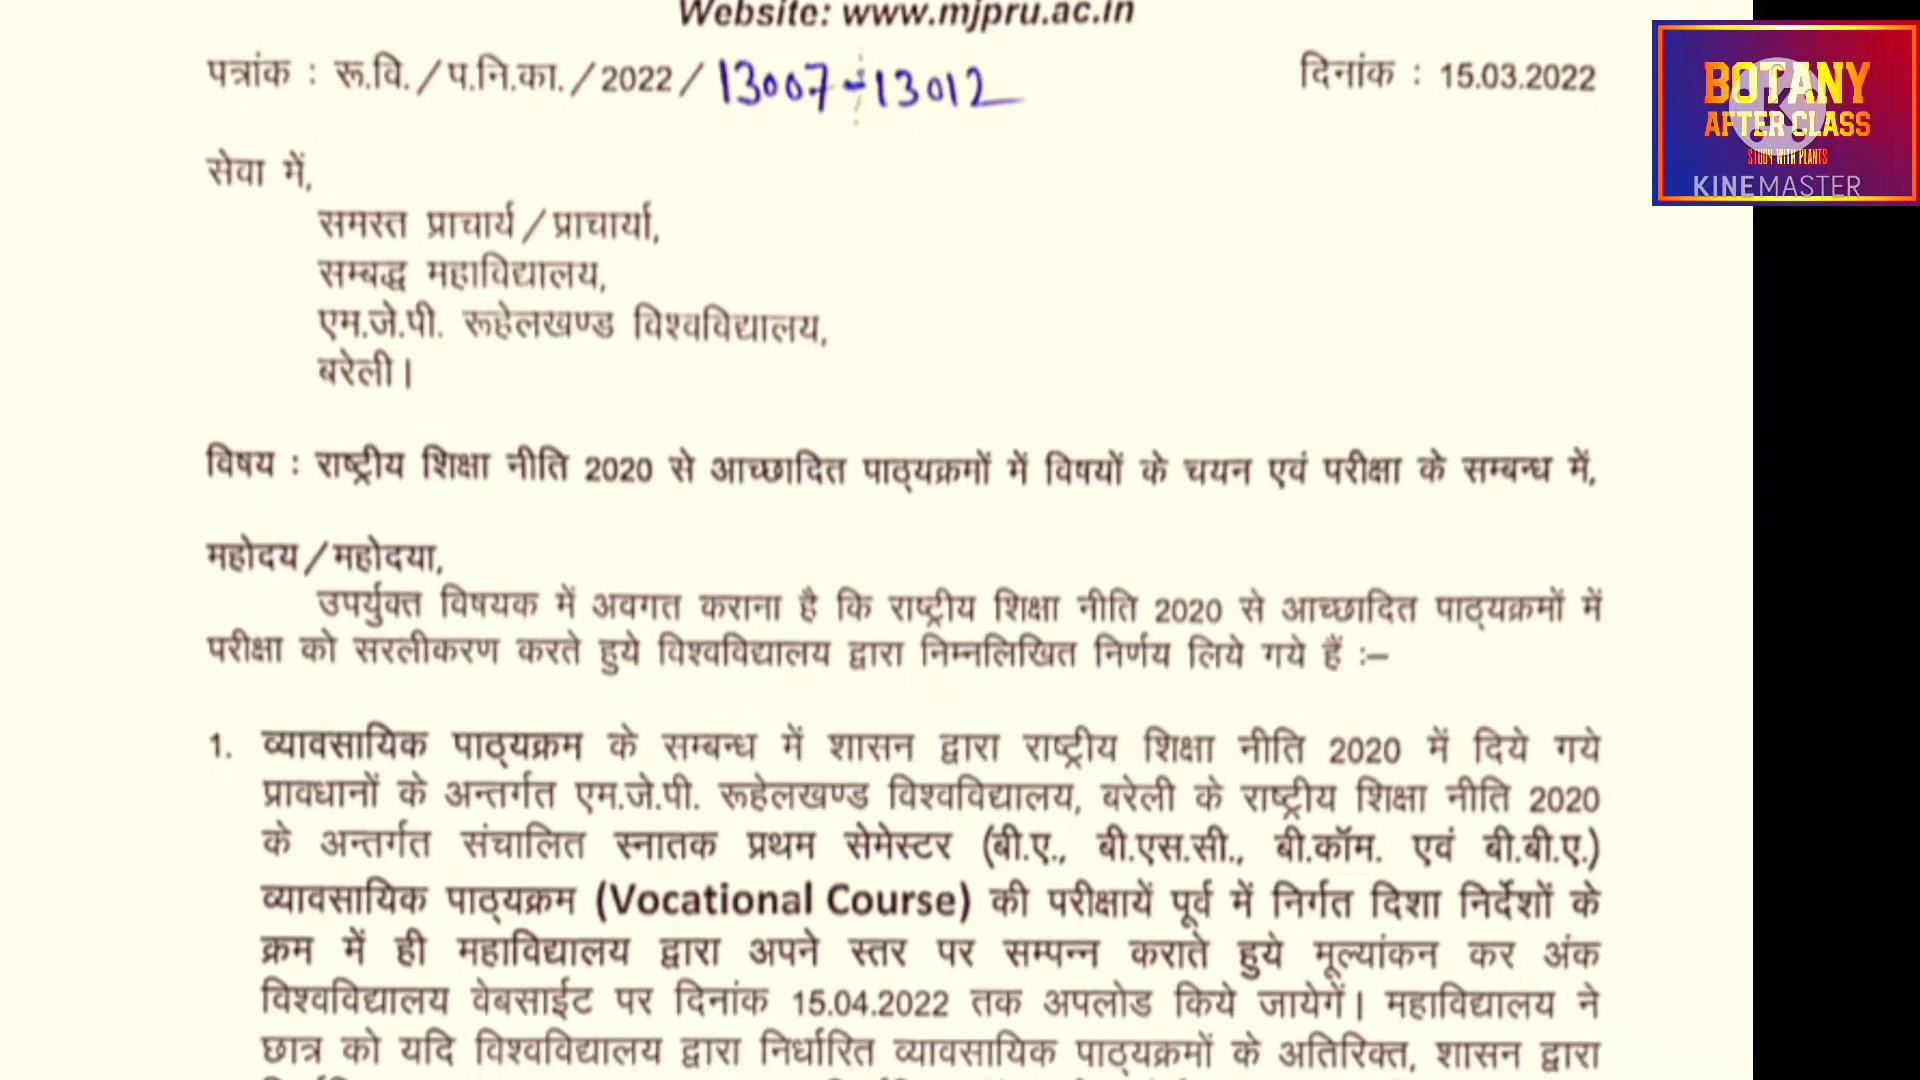 Website: www.mjpru.ac.in
पत्रांक : रू.वि./प.नि.का./2022/ 13007-13012
दिनांक : 15.03.2022
BOTANY
AFTER CLASS
STUDY WITH PLANTS
KINEMASTER
सेवा में,
समस्त प्राचार्य/प्राचार्या,
सम्बद्ध महाविद्यालय,
एम.जे.पी. रूहेलखण्ड विश्वविद्यालय,
बरेली।
विषय : राष्ट्रीय शिक्षा नीति 2020 से आच्छादित पाठ्यक्रमों में विषयों के चयन एवं परीक्षा के सम्बन्ध में,
महोदय/महोदया,
उपर्युक्त विषयक में अवगत कराना है कि राष्ट्रीय शिक्षा नीति 2020 से आच्छादित पाठ्यक्रमों में
परीक्षा को सरलीकरण करते हुये विश्वविद्यालय द्वारा निम्नलिखित निर्णय लिये गये हैं :–
1. व्यावसायिक पाठ्यक्रम के सम्बन्ध में शासन द्वारा राष्ट्रीय शिक्षा नीति 2020 में दिये गये
प्रावधानों के अन्तर्गत एम.जे.पी. रूहेलखण्ड विश्वविद्यालय, बरेली के राष्ट्रीय शिक्षा नीति 2020
के अन्तर्गत संचालित स्नातक प्रथम सेमेस्टर (बी.ए., बी.एस.सी., बी.कॉम. एवं बी.बी.ए.)
व्यावसायिक पाठ्यक्रम (Vocational Course) की परीक्षायें पूर्व में निर्गत दिशा निर्देशों के
क्रम में ही महाविद्यालय द्वारा अपने स्तर पर सम्पन्न कराते हुये मूल्यांकन कर अंक
विश्वविद्यालय वेबसाईट पर दिनांक 15.04.2022 तक अपलोड किये जायेगें। महाविद्यालय ने
छात्र को यदि विश्वविद्यालय द्वारा निर्धारित व्यावसायिक पाठ्यक्रमों के अतिरिक्त, शासन द्वारा